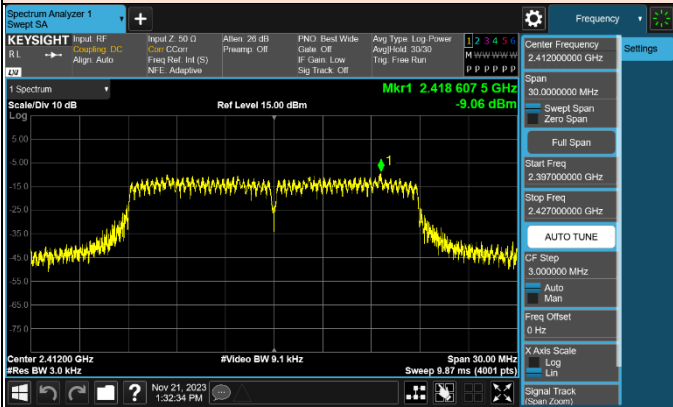 Spectrum Analyzer 1
Swept SA
+
Frequency
KEYSIGHT
R L
LXI
Input: RF
Coupling: DC
Align: Auto
Input Z: 50 Ω
Corr CCorr
Freq Ref: Int (S)
NFE: Adaptive
Atten: 26 dB
Preamp: Off
PNO: Best Wide
Gate: Off
IF Gain: Low
Sig Track: Off
Avg Type: Log-Power
Avg|Hold: 30/30
Trig: Free Run
1 2 3 4 5 6
M W W W W W
P P P P P P
1 Spectrum
Scale/Div 10 dB
Log
Ref Level 15.00 dBm
Mkr1 2.418 607 5 GHz
-9.06 dBm
5.00
-5.00
-15.0
-25.0
-35.0
-45.0
-55.0
-65.0
-75.0
1
Center 2.41200 GHz
#Res BW 3.0 kHz
#Video BW 9.1 kHz
Span 30.00 MHz
Sweep 9.87 ms (4001 pts)
Nov 21, 2023
1:32:34 PM
?
Center Frequency
2.412000000 GHz
Settings
Span
30.0000000 MHz
Swept Span
Zero Span
Full Span
Start Freq
2.397000000 GHz
Stop Freq
2.427000000 GHz
AUTO TUNE
CF Step
3.000000 MHz
Auto
Man
Freq Offset
0 Hz
X Axis Scale
Log
Lin
Signal Track
(Span Zoom)